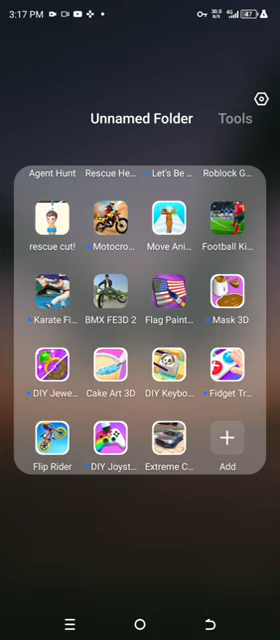 3:17 PM
4G
47
Unnamed Folder Tools
Agent Hunt Rescue He... Let's Be ... Roblock G...
rescue cut! Motocro... Move Ani... Football Ki...
Karate Fi... BMX FE3D 2 Flag Paint... Mask 3D
DIY Jewe... Cake Art 3D DIY Keybo... Fidget Tr...
Flip Rider DIY Joyst... Extreme C... Add